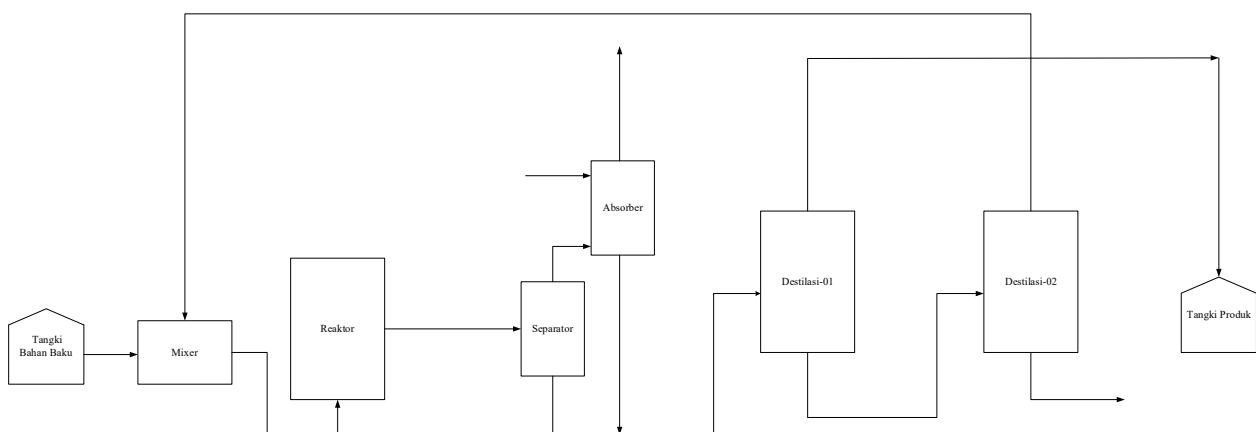 Tangki
Bahan Baku
Mixer
Reaktor
Separator
Absorber
Destilasi-01
Destilasi-02
Tangki Produk